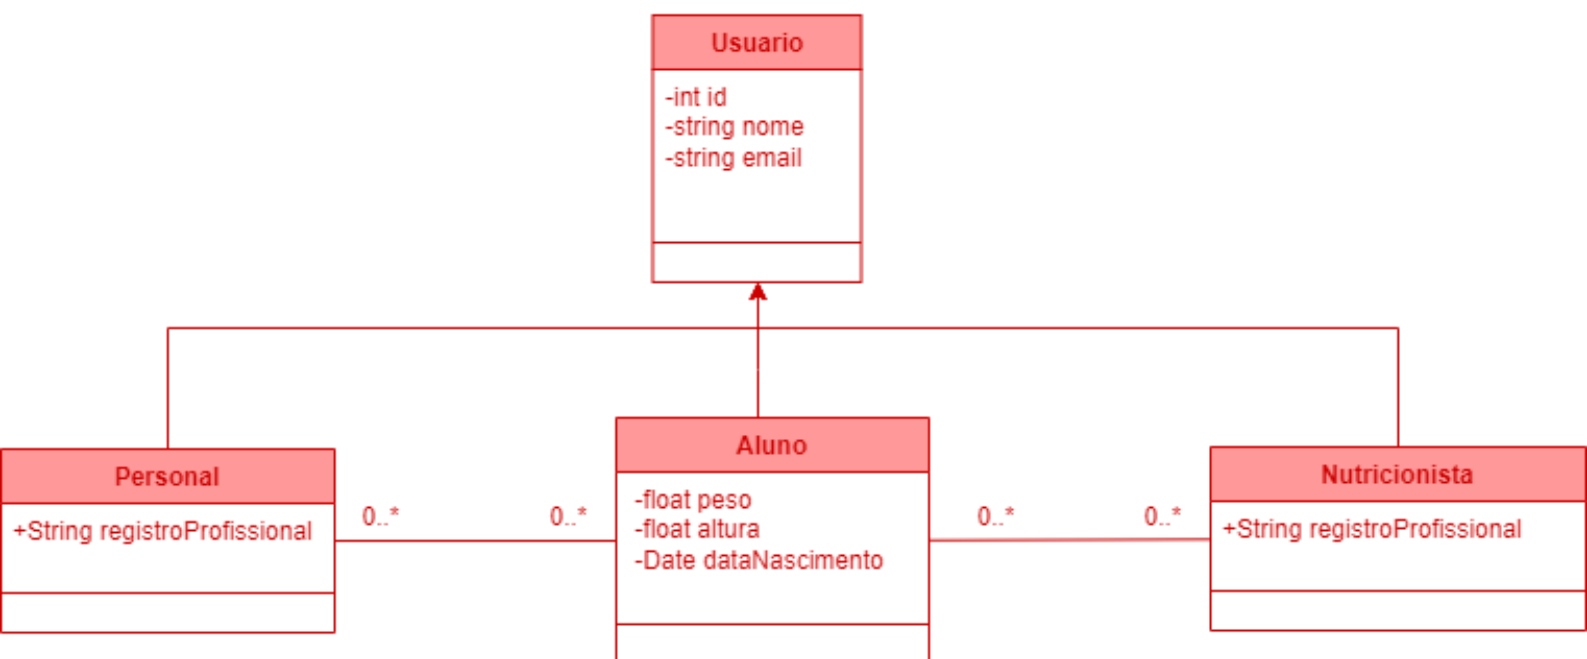 Usuario
-int id
-string nome
-string email
Personal
+String registroProfissional
0..*
0..*
Aluno
-float peso
-float altura
-Date dataNascimento
0..*
0..*
Nutricionista
+String registroProfissional